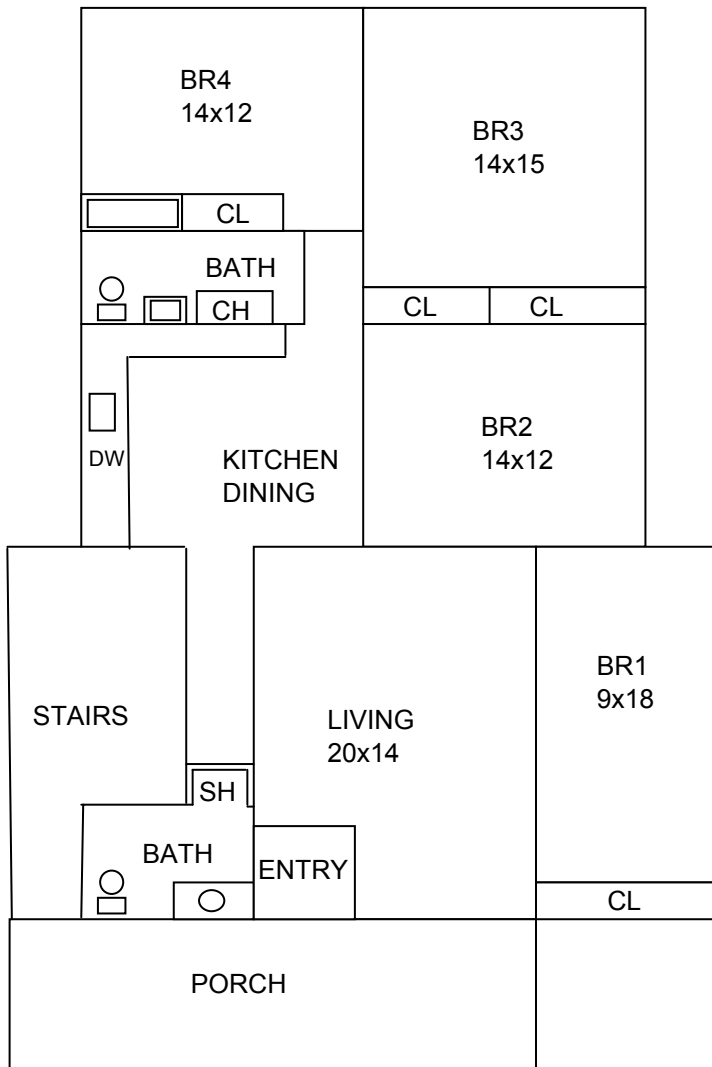 BR4
14x12
BR3
14x15
CL
BATH
CH
CL
CL
BR2
14x12
DW
KITCHEN
DINING
BR1
9x18
STAIRS
LIVING
20x14
SH
BATH
ENTRY
CL
PORCH